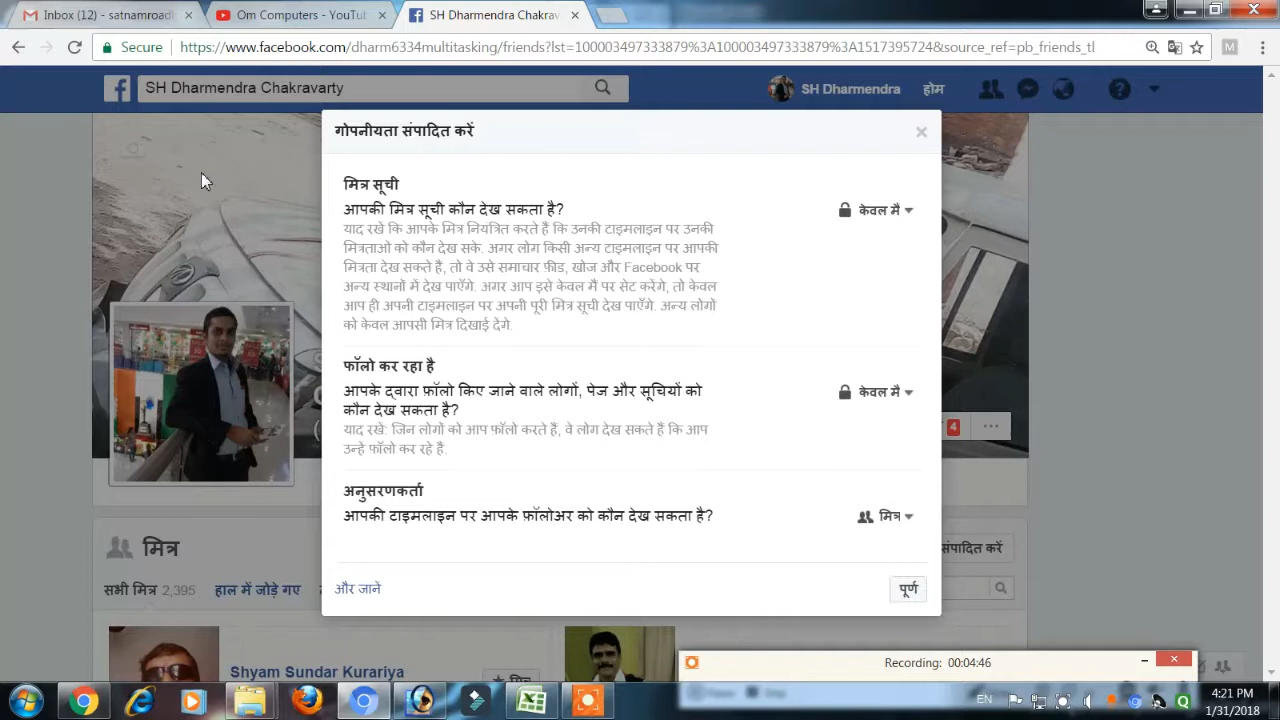 Inbox (12) - satnamroad
Om Computers - YouTube
SH Dharmendra Chakrav
Secure
https://www.facebook.com/dharm6334multitasking/friends?lst=100003497333879%3A100003497333879%3A1517395724&source_ref=pb_friends_tl
M
SH Dharmendra Chakravarty
SH Dharmendra
होम
गोपनीयता संपादित करें
मित्र सूची
आपकी मित्र सूची कौन देख सकता है?
केवल मै
याद रखें कि आपके मित्र नियंत्रित करते हैं कि उनकी टाइमलाइन पर उनकी
मित्रताओ को कौन देख सके. अगर लोग किसी अन्य टाइमलाइन पर आपकी
मित्रता देख सकते हैं, तो वे उसे समाचार फ़ीड, खोज और Facebook पर
अन्य स्थानों में देख पाएँगे. अगर आप इसे केवल मैं पर सेट करेंगे, तो केवल
आप ही अपनी टाइमलाइन पर अपनी पूरी मित्र सूची देख पाएँगे. अन्य लोगों
को केवल आपसी मित्र दिखाई देंगे.
फॉलो कर रहा है
आपके द्वारा फ़ॉलो किए जाने वाले लोगों, पेज और सूचियों को
कौन देख सकता है?
केवल मै
याद रखें: जिन लोगों को आप फ़ॉलो करते हैं, वे लोग देख सकते हैं कि आप
उन्हे फ़ॉलो कर रहे हैं.
4
अनुसरणकर्ता
आपकी टाइमलाइन पर आपके फ़ॉलोअर को कौन देख सकता है?
मित्र
मित्र
संपादित करें
सभी मित्र 2,395
हाल में जोड़े गए
और जानें
पूर्ण
Shyam Sundar Kurariya
मित्र
Recording: 00:04:46
EN
4:21 PM
1/31/2018